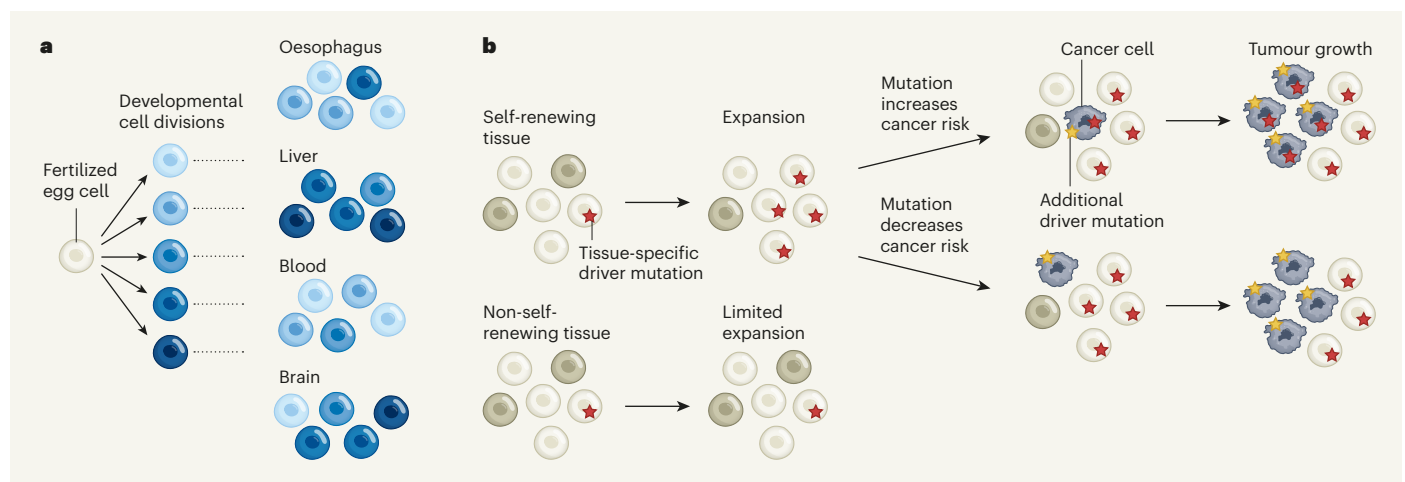 a
Oesophagus
Developmental
cell divisions
Fertilized
egg cell
Liver
Blood
Brain
b
Self-renewing
tissue
Expansion
Tissue-specific
driver mutation
Non-self-
renewing tissue
Limited
expansion
Mutation
increases
cancer risk
Mutation
decreases
cancer risk
Cancer cell
Additional
driver mutation
Tumour growth